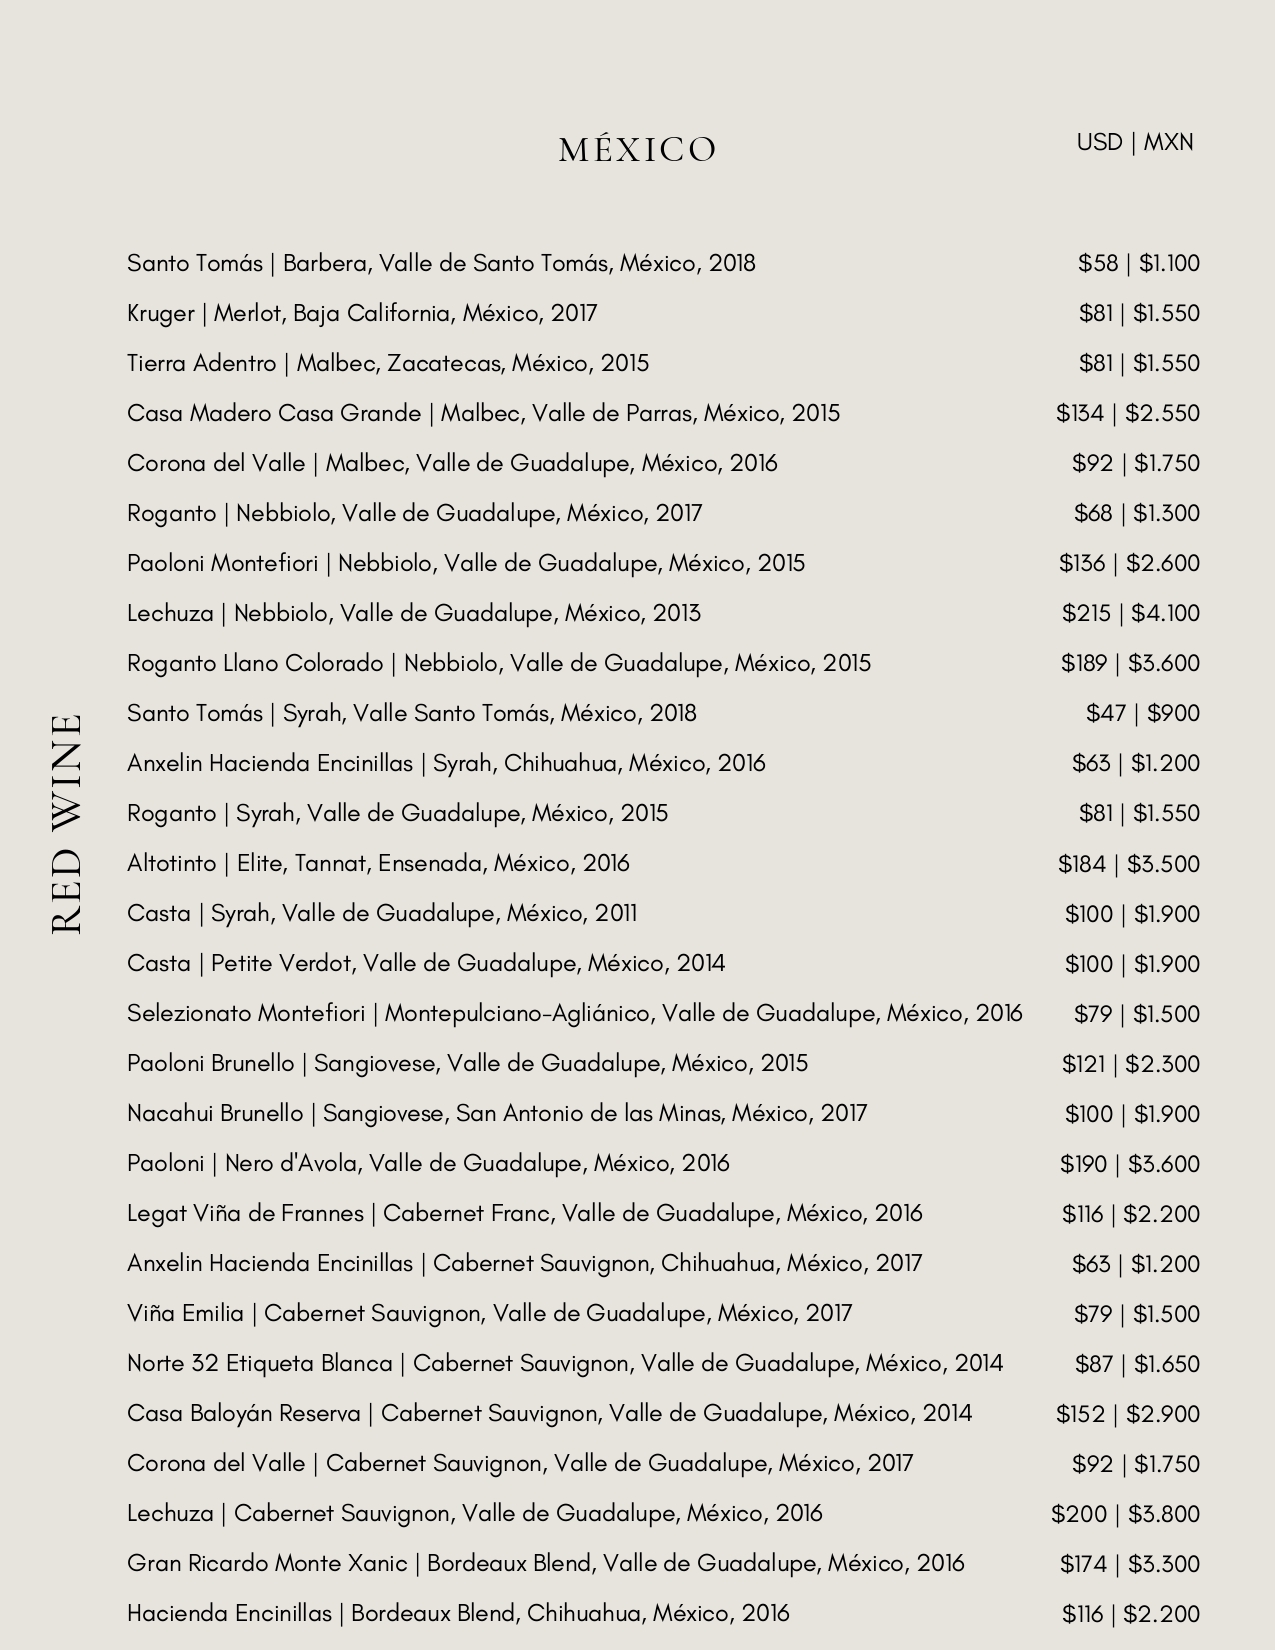 MÉXICO
USD | MXN
Santo Tomás | Barbera, Valle de Santo Tomás, México, 2018 $58 | $1.100
Kruger | Merlot, Baja California, México, 2017 $81 | $1.550
Tierra Adentro | Malbec, Zacatecas, México, 2015 $81 | $1.550
Casa Madero Casa Grande | Malbec, Valle de Parras, México, 2015 $134 | $2.550
Corona del Valle | Malbec, Valle de Guadalupe, México, 2016 $92 | $1.750
Roganto | Nebbiolo, Valle de Guadalupe, México, 2017 $68 | $1.300
Paoloni Montefiori | Nebbiolo, Valle de Guadalupe, México, 2015 $136 | $2.600
Lechuza | Nebbiolo, Valle de Guadalupe, México, 2013 $215 | $4.100
Roganto Llano Colorado | Nebbiolo, Valle de Guadalupe, México, 2015 $189 | $3.600
Santo Tomás | Syrah, Valle Santo Tomás, México, 2018 $47 | $900
Anxelin Hacienda Encinillas | Syrah, Chihuahua, México, 2016 $63 | $1.200
Roganto | Syrah, Valle de Guadalupe, México, 2015 $81 | $1.550
Altotinto | Elite, Tannat, Ensenada, México, 2016 $184 | $3.500
Casta | Syrah, Valle de Guadalupe, México, 2011 $100 | $1.900
Casta | Petite Verdot, Valle de Guadalupe, México, 2014 $100 | $1.900
Selezionato Montefiori | Montepulciano-Agliánico, Valle de Guadalupe, México, 2016 $79 | $1.500
Paoloni Brunello | Sangiovese, Valle de Guadalupe, México, 2015 $121 | $2.300
Nacahui Brunello | Sangiovese, San Antonio de las Minas, México, 2017 $100 | $1.900
Paoloni | Nero d'Avola, Valle de Guadalupe, México, 2016 $190 | $3.600
Legat Viña de Frannes | Cabernet Franc, Valle de Guadalupe, México, 2016 $116 | $2.200
Anxelin Hacienda Encinillas | Cabernet Sauvignon, Chihuahua, México, 2017 $63 | $1.200
Viña Emilia | Cabernet Sauvignon, Valle de Guadalupe, México, 2017 $79 | $1.500
Norte 32 Etiqueta Blanca | Cabernet Sauvignon, Valle de Guadalupe, México, 2014 $87 | $1.650
Casa Baloyán Reserva | Cabernet Sauvignon, Valle de Guadalupe, México, 2014 $152 | $2.900
Corona del Valle | Cabernet Sauvignon, Valle de Guadalupe, México, 2017 $92 | $1.750
Lechuza | Cabernet Sauvignon, Valle de Guadalupe, México, 2016 $200 | $3.800
Gran Ricardo Monte Xanic | Bordeaux Blend, Valle de Guadalupe, México, 2016 $174 | $3.300
Hacienda Encinillas | Bordeaux Blend, Chihuahua, México, 2016 $116 | $2.200
RED WINE